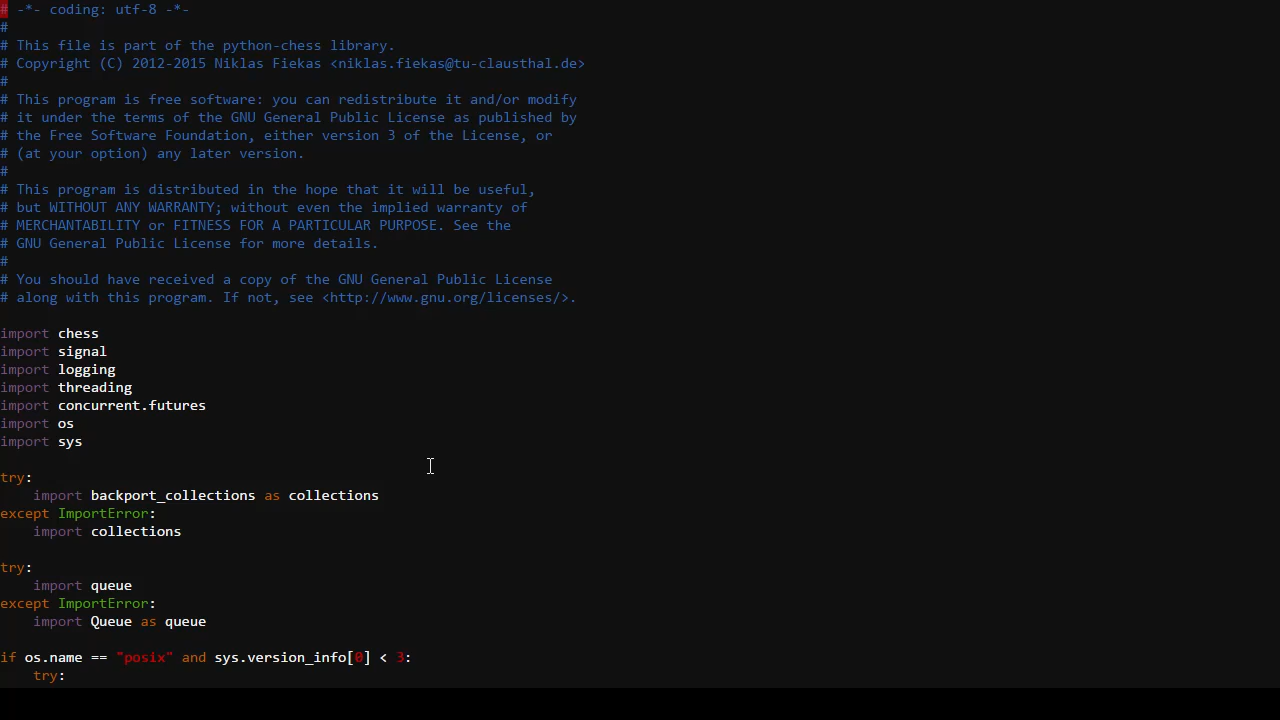 # -*- coding: utf-8 -*-
#
# This file is part of the python-chess library.
# Copyright (C) 2012-2015 Niklas Fiekas <niklas.fiekas@tu-clausthal.de>
#
# This program is free software: you can redistribute it and/or modify
# it under the terms of the GNU General Public License as published by
# the Free Software Foundation, either version 3 of the License, or
# (at your option) any later version.
#
# This program is distributed in the hope that it will be useful,
# but WITHOUT ANY WARRANTY; without even the implied warranty of
# MERCHANTABILITY or FITNESS FOR A PARTICULAR PURPOSE. See the
# GNU General Public License for more details.
#
# You should have received a copy of the GNU General Public License
# along with this program. If not, see <http://www.gnu.org/licenses/>.

import chess
import signal
import logging
import threading
import concurrent.futures
import os
import sys

try:
    import backport_collections as collections
except ImportError:
    import collections

try:
    import queue
except ImportError:
    import Queue as queue

if os.name == "posix" and sys.version_info[0] < 3:
    try: